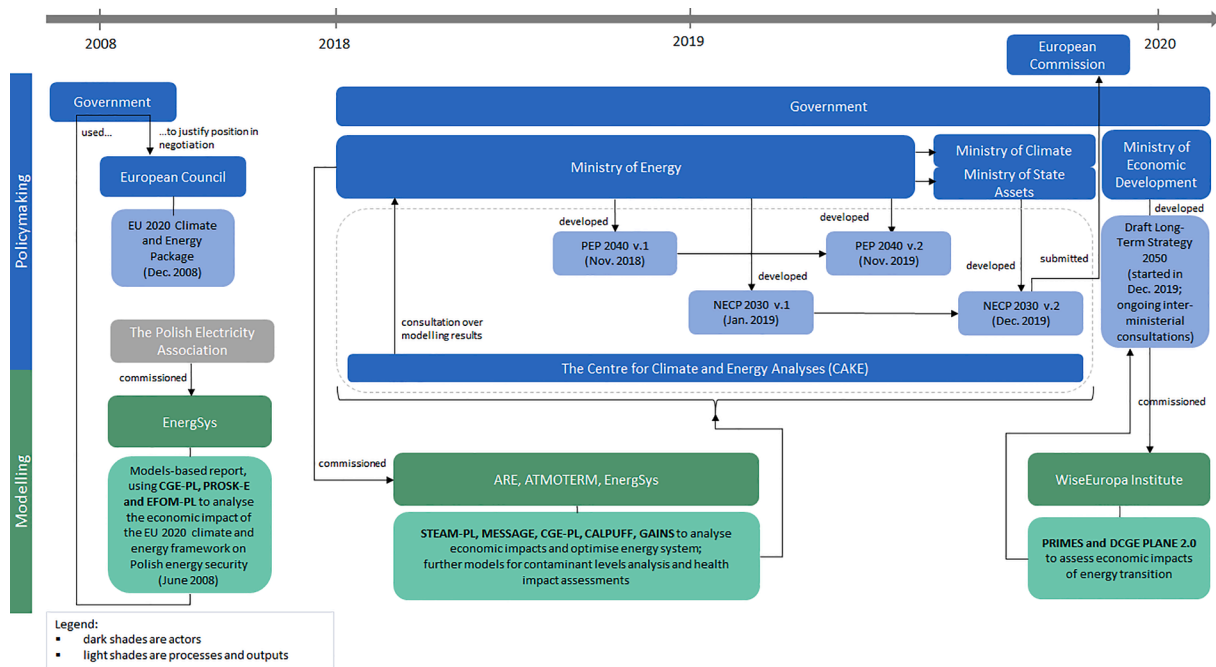 2008
2018
2019
2020
Policymaking
Modelling
Government
used...
...to justify position in
negotiation
European Council
EU 2020 Climate
and Energy
Package
(Dec. 2008)
The Polish Electricity
Association
commissioned
EnergSys
Models-based report,
using CGE-PL, PROSK-E
and EFOM-PL to analyse
the economic impact of
the EU 2020 climate and
energy framework on
Polish energy security
(June 2008)
European
Commission
Government
Ministry of Energy
Ministry of Climate
Ministry of State
Assets
Ministry of
Economic
Development
developed
developed
developed
developed
submitted
developed
PEP 2040 v.1
(Nov. 2018)
PEP 2040 v.2
(Nov. 2019)
NECP 2030 v.1
(Jan. 2019)
NECP 2030 v.2
(Dec. 2019)
Draft Long-
Term Strategy
2050
(started in
Dec. 2019;
ongoing inter-
ministerial
consultations)
consultation over
modelling results
The Centre for Climate and Energy Analyses (CAKE)
commissioned
commissioned
ARE, ATMOTERM, EnergSys
STEAM-PL, MESSAGE, CGE-PL, CALPUFF, GAINS to analyse
economic impacts and optimise energy system;
further models for contaminant levels analysis and health
impact assessments
WiseEuropa Institute
PRIMES and DCGE PLANE 2.0
to assess economic impacts
of energy transition
Legend:
▪ dark shades are actors
▪ light shades are processes and outputs